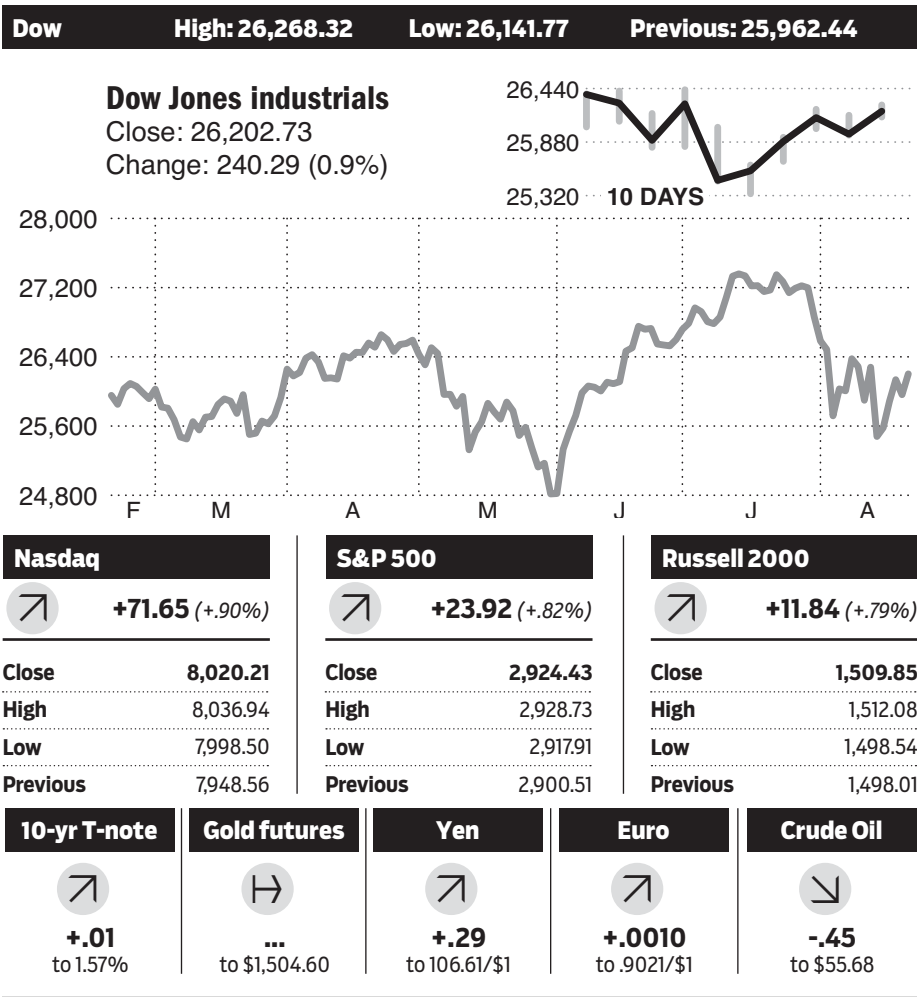 Dow High: 26,268.32 Low: 26,141.77 Previous: 25,962.44
Dow Jones industrials
Close: 26,202.73
Change: 240.29 (0.9%)
26,440
25,880
25,320 10 DAYS
28,000
27,200
26,400
25,600
24,800
F M A M J J A
Nasdaq
+71.65 (+.90%)
Close 8,020.21
High 8,036.94
Low 7,998.50
Previous 7,948.56
S&P 500
+23.92 (+.82%)
Close 2,924.43
High 2,928.73
Low 2,917.91
Previous 2,900.51
Russell 2000
+11.84 (+.79%)
Close 1,509.85
High 1,512.08
Low 1,498.54
Previous 1,498.01
10-yr T-note
+.01
to 1.57%
Gold futures
...
to $1,504.60
Yen
+.29
to 106.61/$1
Euro
+.0010
to .9021/$1
Crude Oil
-.45
to $55.68